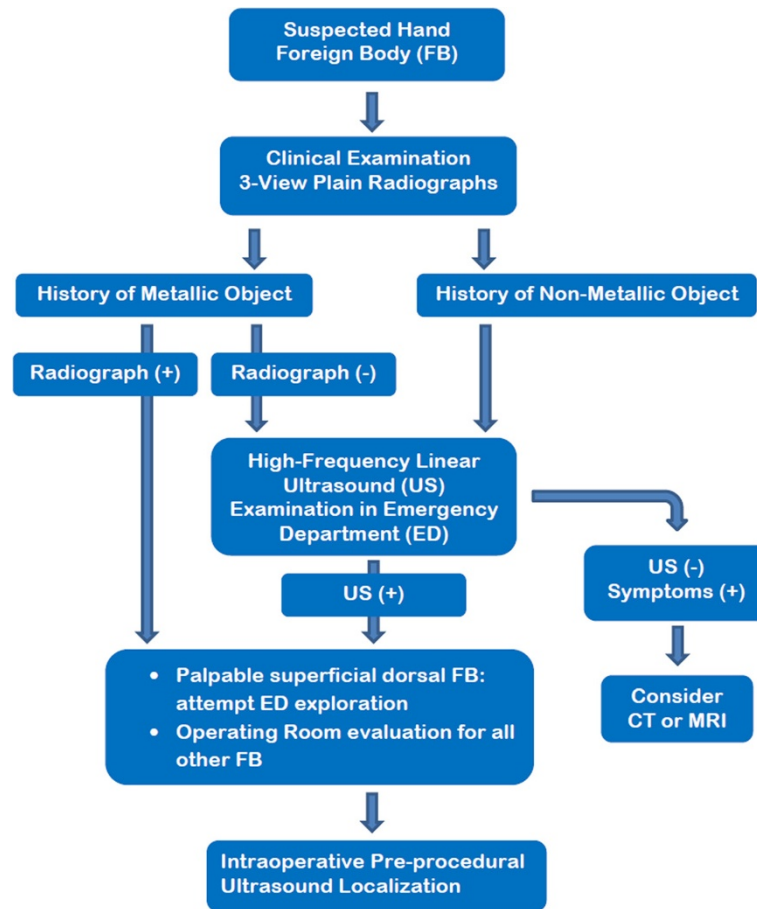 Suspected Hand
Foreign Body (FB)
Clinical Examination
3-View Plain Radiographs
History of Metallic Object
History of Non-Metallic Object
Radiograph (+)
Radiograph (-)
High-Frequency Linear
Ultrasound (US)
Examination in Emergency
Department (ED)
US (+)
US (-)
Symptoms (+)
• Palpable superficial dorsal FB:
attempt ED exploration
• Operating Room evaluation for all
other FB
Consider
CT or MRI
Intraoperative Pre-procedural
Ultrasound Localization